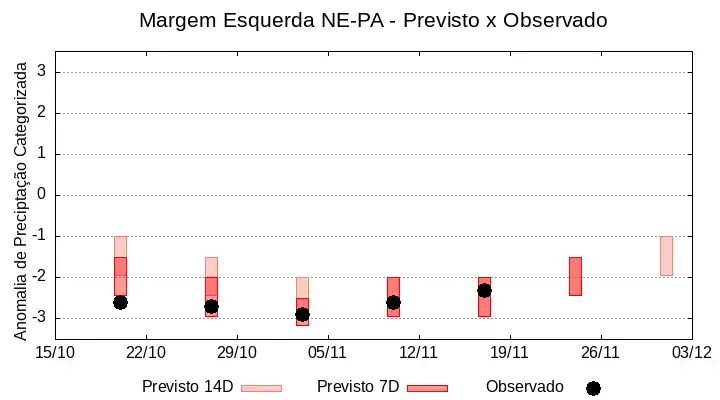 Margem Esquerda NE-PA - Previsto x Observado
Anomalia de Preciptação Categorizada
3
2
1
0
-1
-2
-3
15/10 22/10 29/10 05/11 12/11 19/11 26/11 03/12
Previsto 14D Previsto 7D Observado